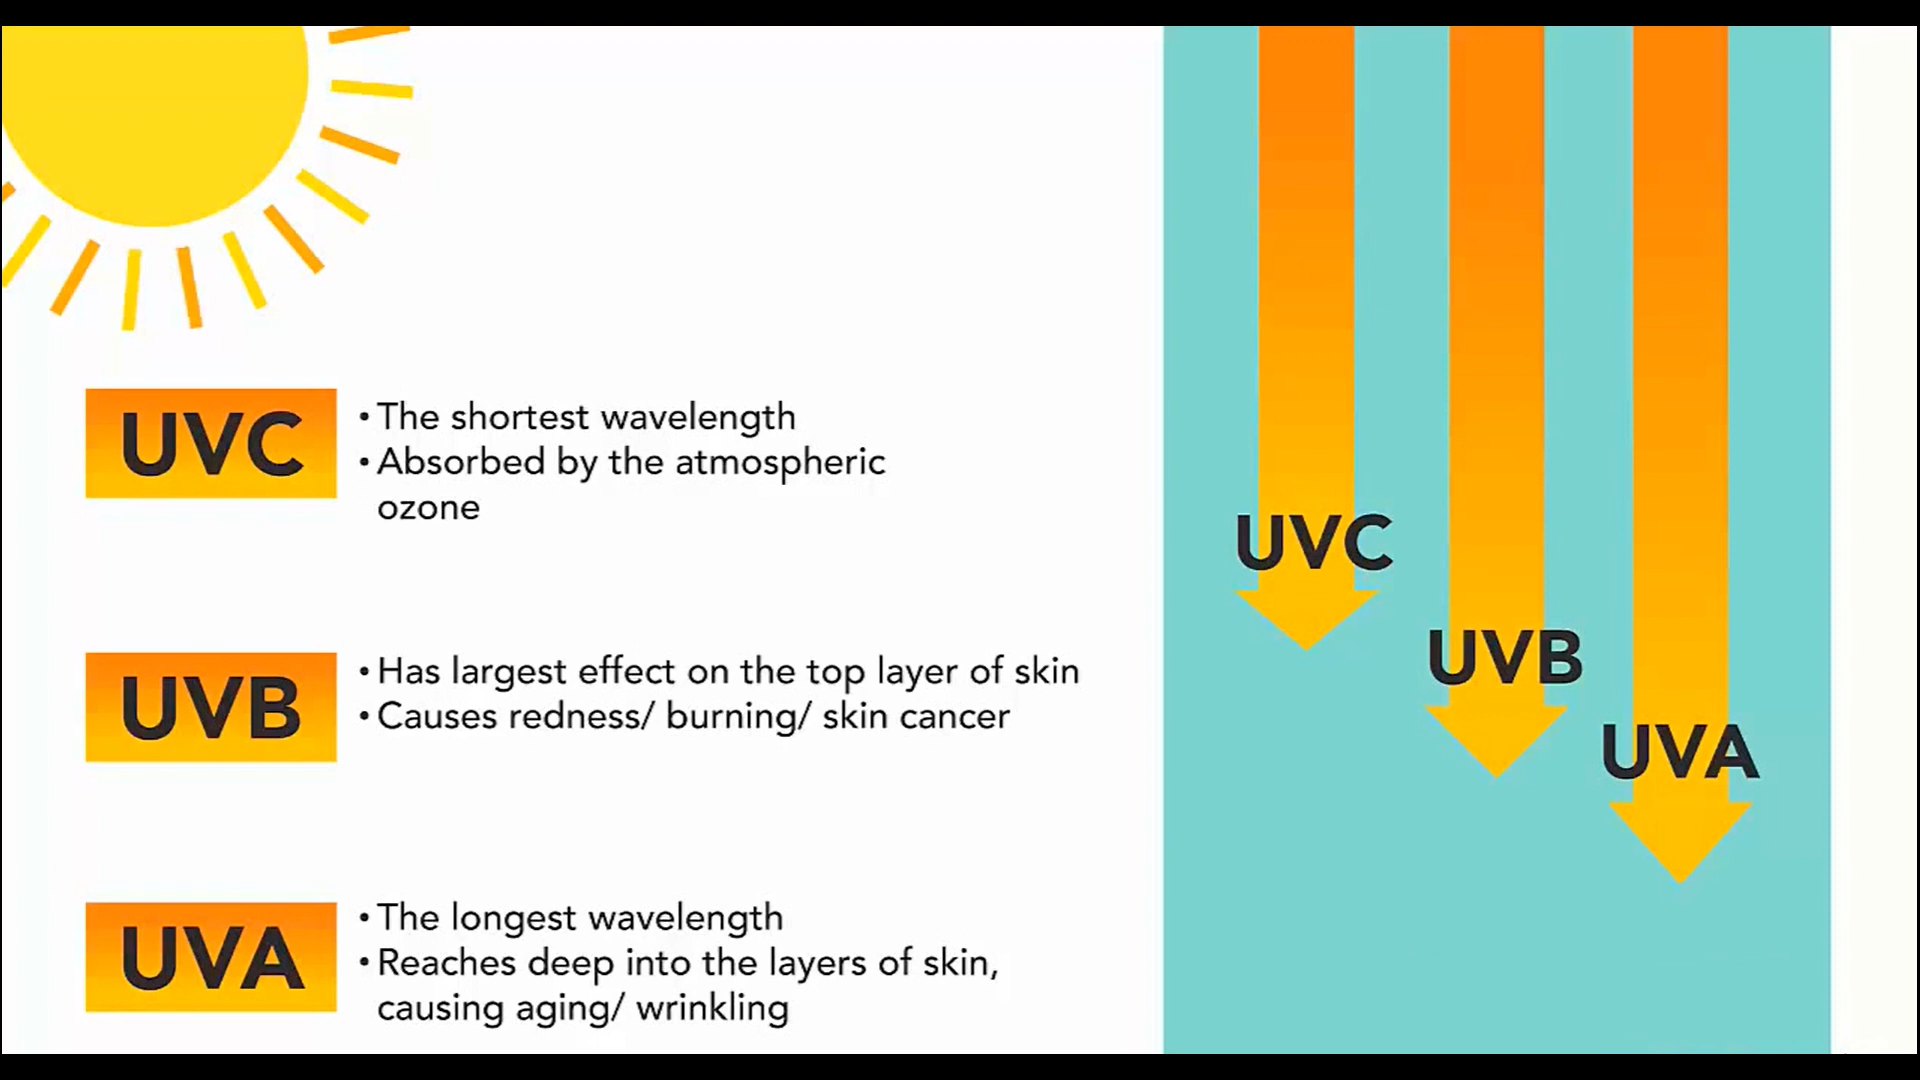 UVC
• The shortest wavelength
• Absorbed by the atmospheric
ozone
UVB
• Has largest effect on the top layer of skin
• Causes redness/ burning/ skin cancer
UVA
• The longest wavelength
• Reaches deep into the layers of skin,
causing aging/ wrinkling
UVC
UVB
UVA